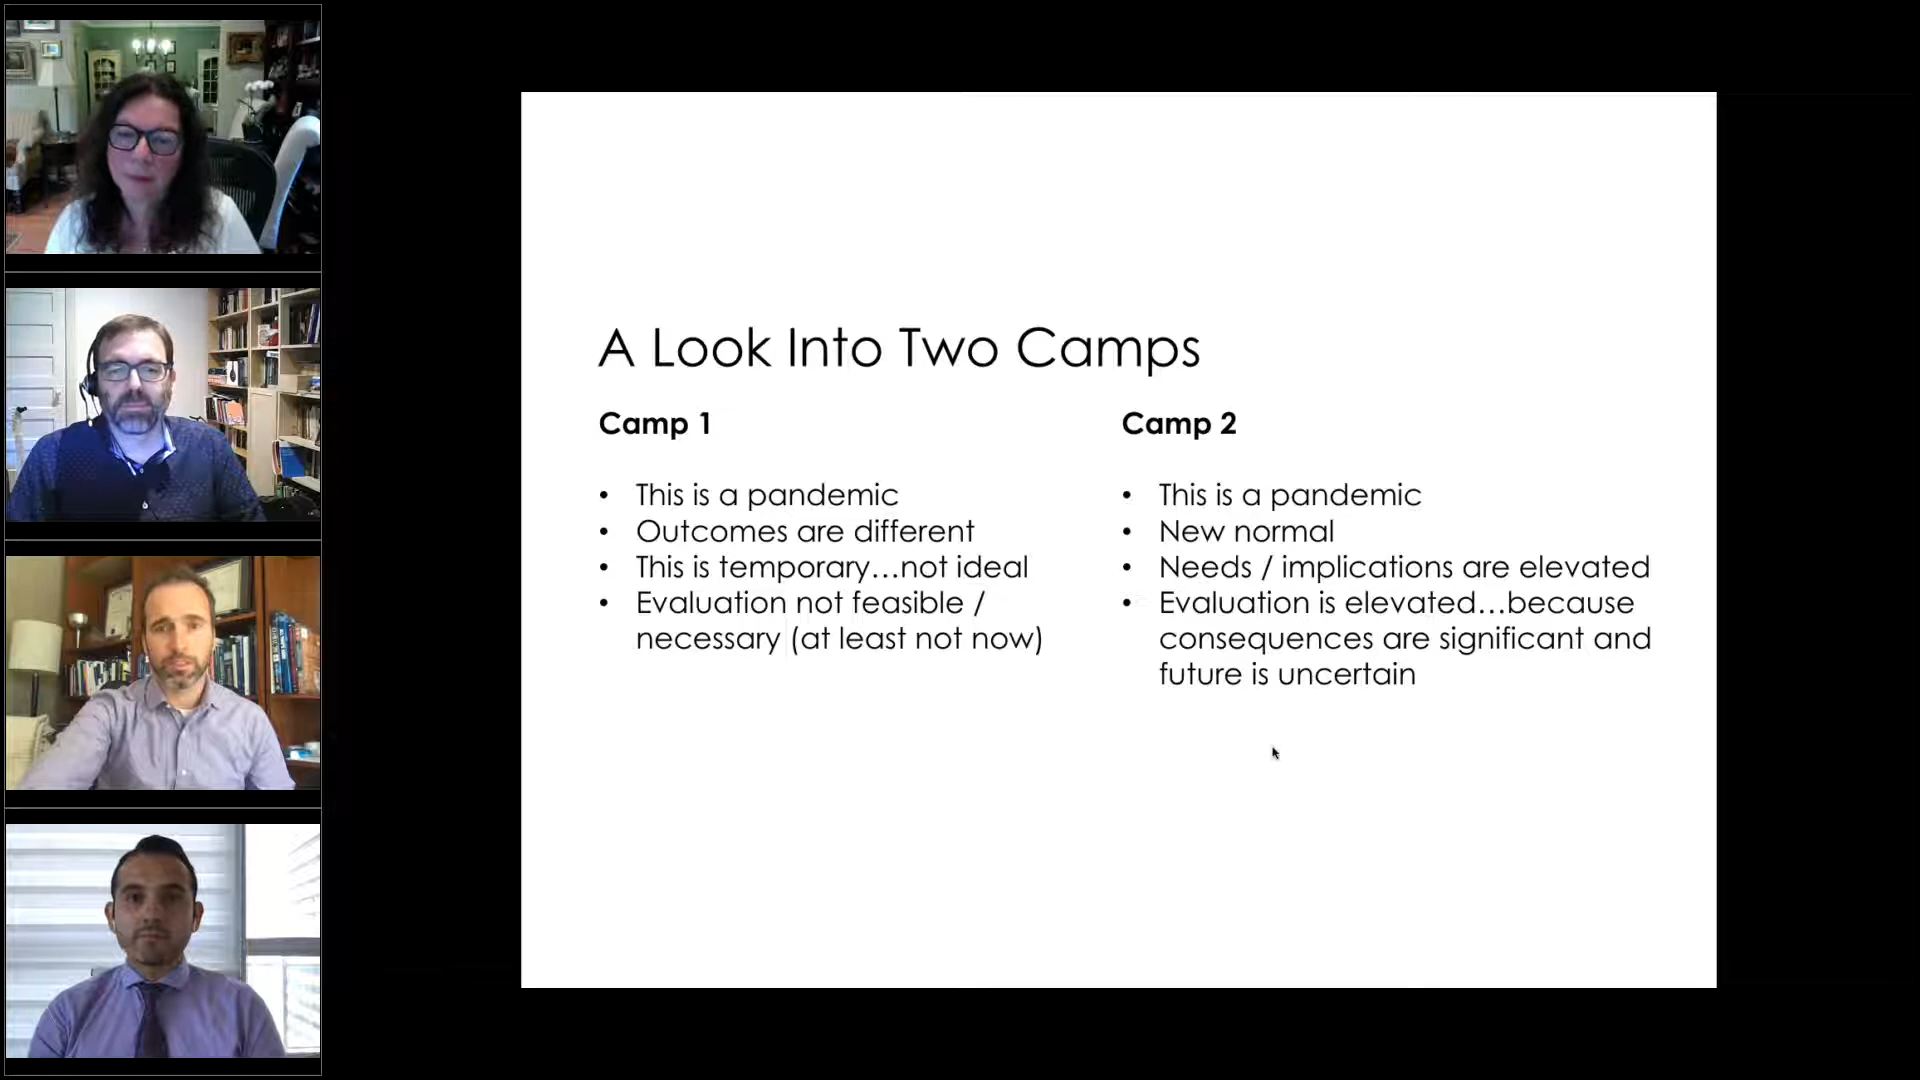 A Look Into Two Camps
Camp 1
• This is a pandemic
• Outcomes are different
• This is temporary...not ideal
• Evaluation not feasible /
necessary (at least not now)
Camp 2
• This is a pandemic
• New normal
• Needs / implications are elevated
• Evaluation is elevated...because
consequences are significant and
future is uncertain